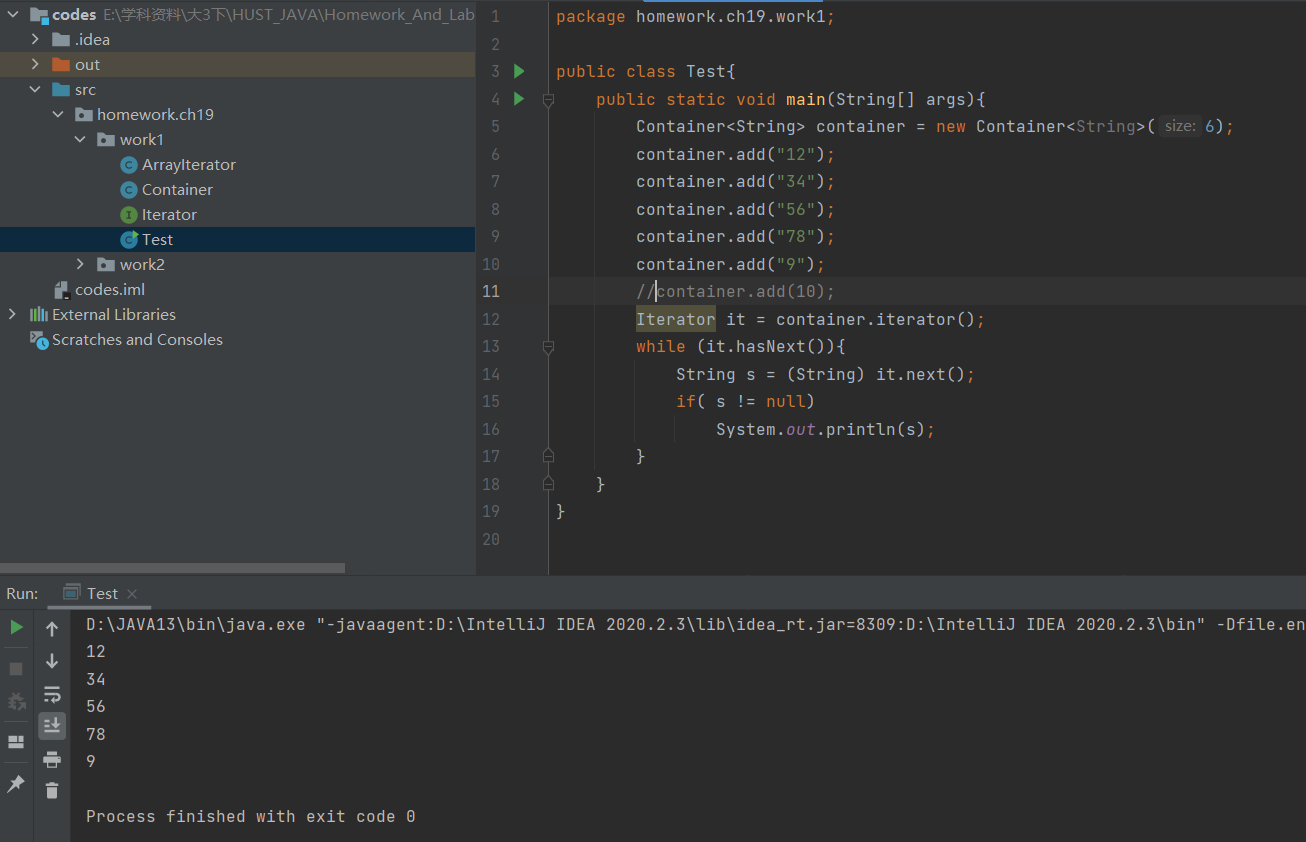 codes E:\学科资料\大3下\HUST_JAVA\Homework_And_Lab
.idea
out
src
homework.ch19
work1
ArrayIterator
Container
Iterator
Test
work2
codes.iml
External Libraries
Scratches and Consoles
1 package homework.ch19.work1;
2
3 public class Test{
4 public static void main(String[] args){
5 Container<String> container = new Container<String>( size: 6);
6 container.add("12");
7 container.add("34");
8 container.add("56");
9 container.add("78");
10 container.add("9");
11 //container.add(10);
12 Iterator it = container.iterator();
13 while (it.hasNext()){
14 String s = (String) it.next();
15 if( s != null)
16 System.out.println(s);
17 }
18 }
19 }
20
Run: Test
D:\JAVA13\bin\java.exe "-javaagent:D:\IntelliJ IDEA 2020.2.3\lib\idea_rt.jar=8309:D:\IntelliJ IDEA 2020.2.3\bin" -Dfile.en
12
34
56
78
9
Process finished with exit code 0